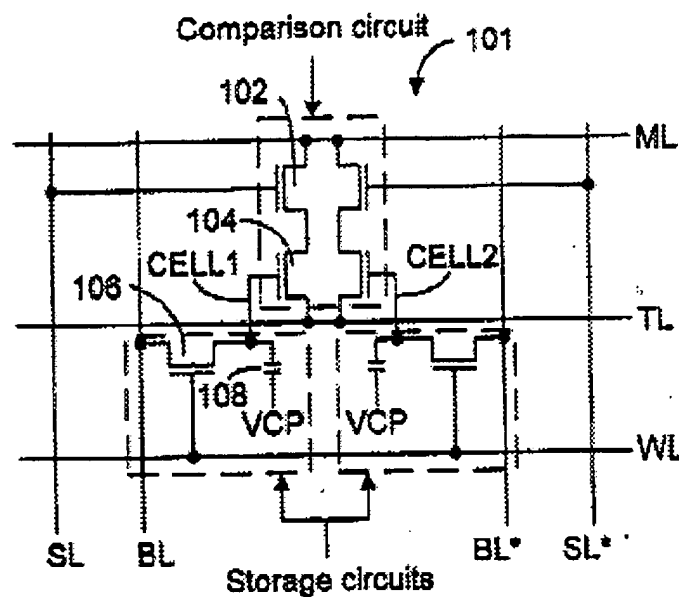 Comparison circuit
101
102
ML
104
CELL1
CELL2
106
TL
108
VCP
VCP
WL
SL
BL
BL*
SL*
Storage circuits